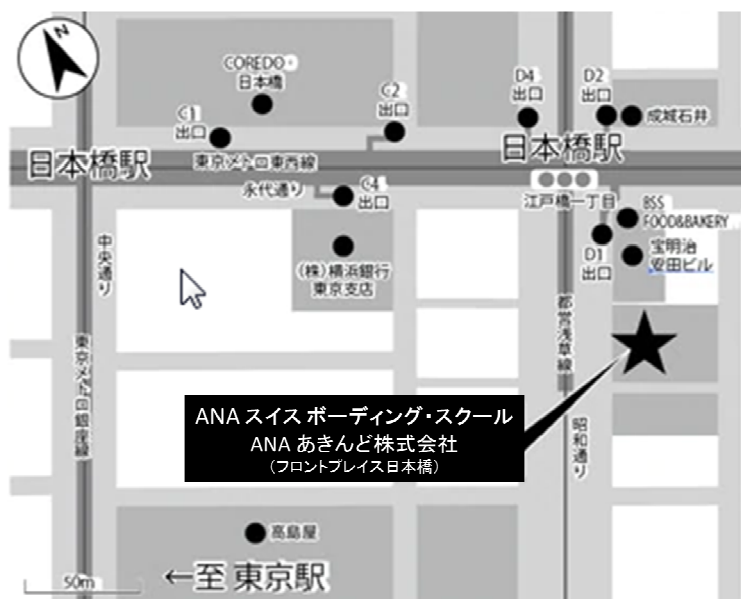 N
COREDO
日本橋
C1
出口
C2
出口
D4
出口
D2
出口
成城石井
日本橋駅
東京メトロ東西線
日本橋駅
永代通り
C4
出口
江戸橋一丁目
BSS
FOOD&BAKERY
D1
出口
宝明治
安田ビル
中央通り
(株)横浜銀行
東京支店
都営浅草線
東京メトロ銀座線
ANA スイス ボーディング・スクール
ANA あきんど株式会社
(フロントプレイス日本橋)
昭和通り
高島屋
50m
←至 東京駅